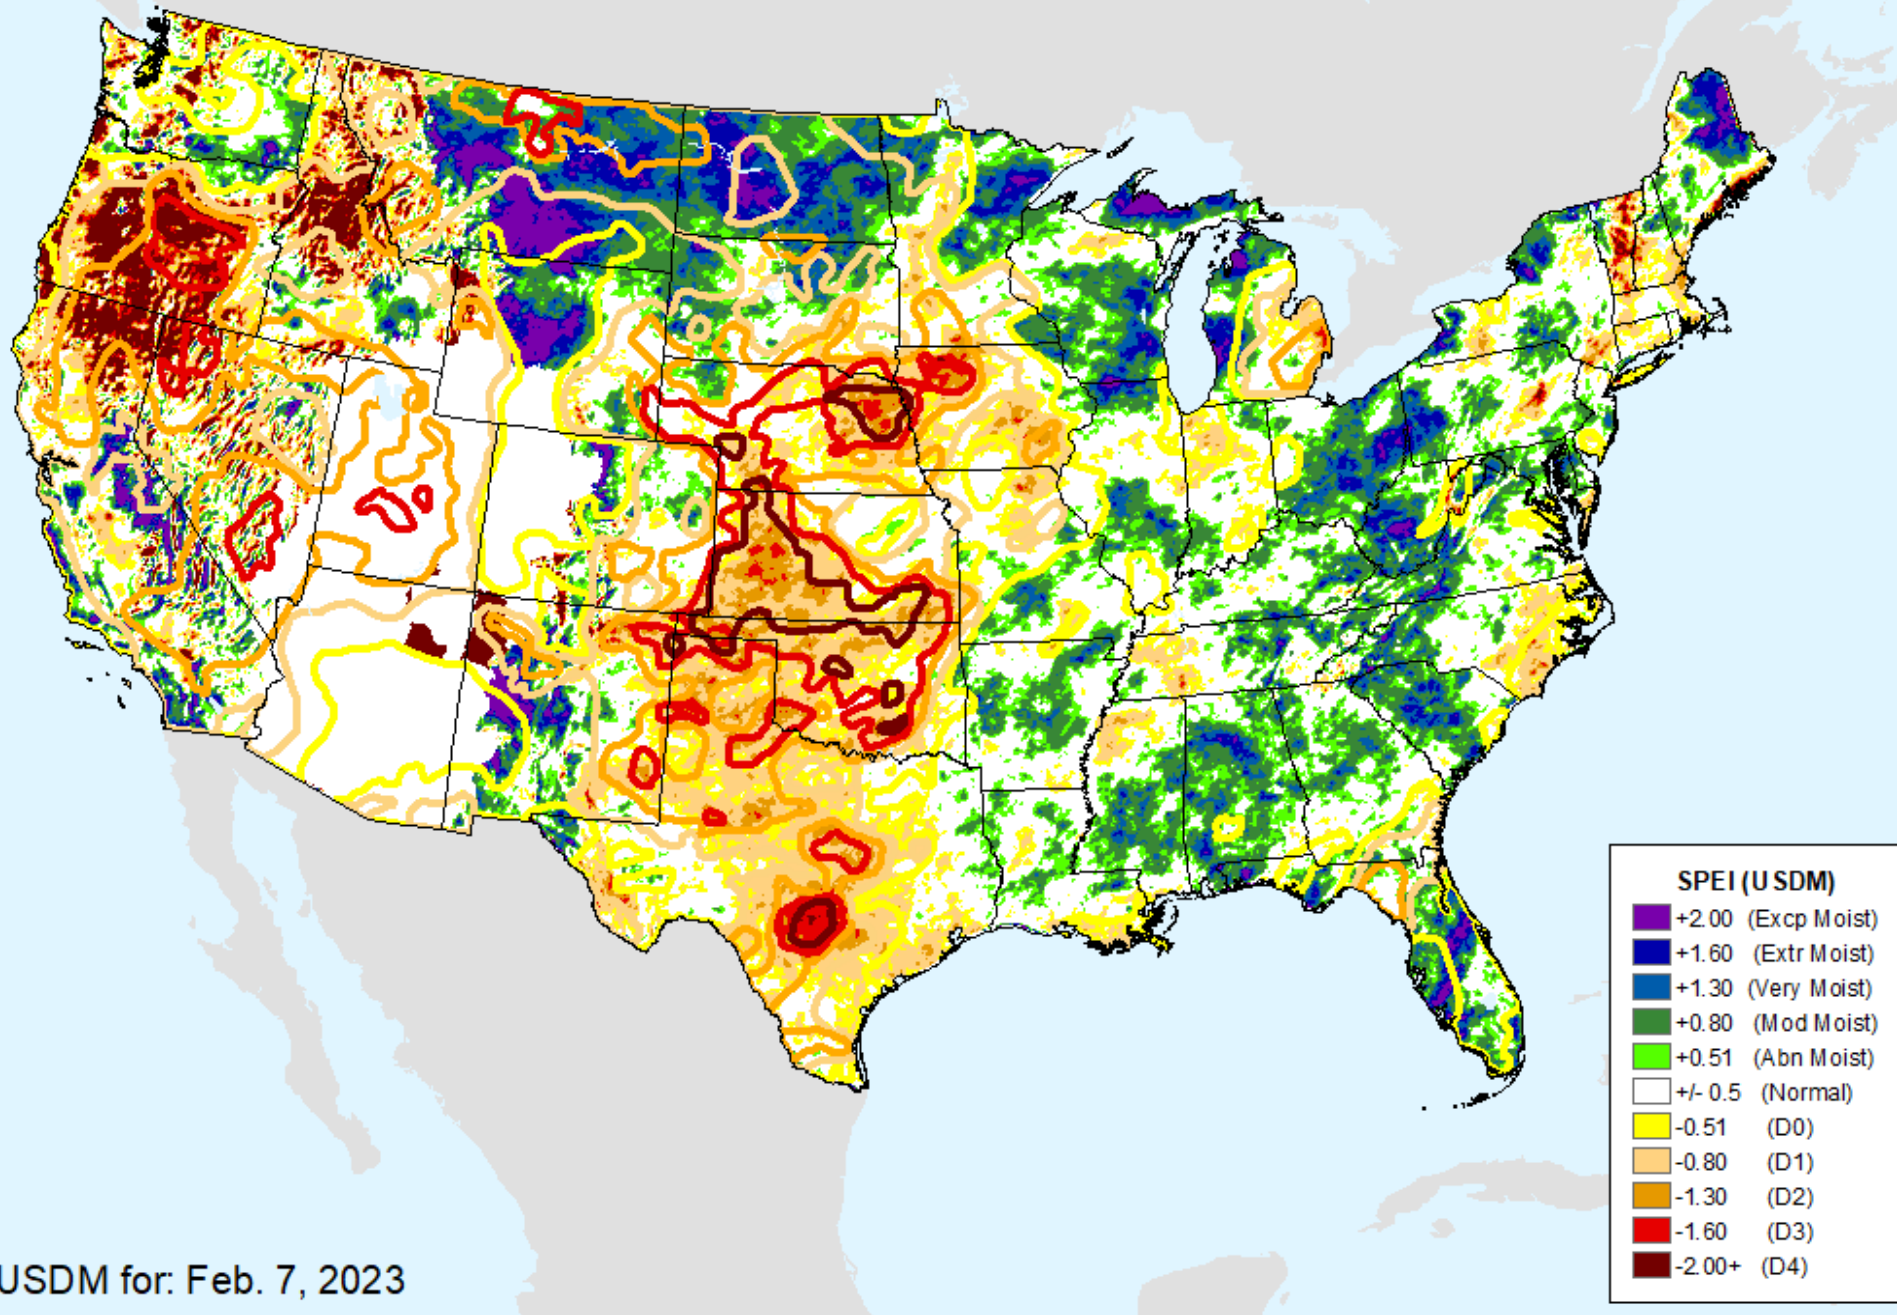 SPEI (USDM)
+2.00 (Excp Moist)
+1.60 (Extr Moist)
+1.30 (Very Moist)
+0.80 (Mod Moist)
+0.51 (Abn Moist)
+/- 0.5 (Normal)
-0.51 (D0)
-0.80 (D1)
-1.30 (D2)
-1.60 (D3)
-2.00+ (D4)
USDM for: Feb. 7, 2023